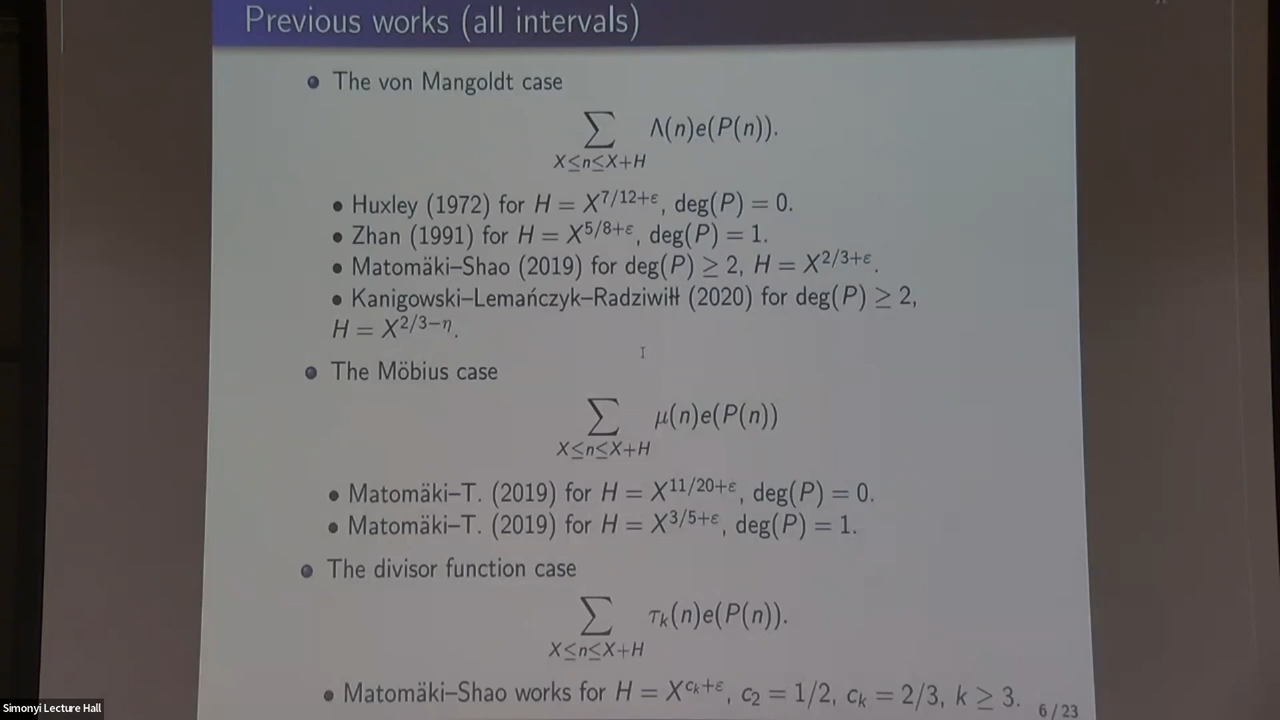 Previous works (all intervals)
• The von Mangoldt case
∑_{X≤n≤X+H} Λ(n)e(P(n)).
• Huxley (1972) for H = X^{7/12+ε}, deg(P) = 0.
• Zhan (1991) for H = X^{5/8+ε}, deg(P) = 1.
• Matomäki–Shao (2019) for deg(P) ≥ 2, H = X^{2/3+ε}.
• Kanigowski–Lemańczyk–Radziwiłł (2020) for deg(P) ≥ 2,
H = X^{2/3−η}.
• The Möbius case
∑_{X≤n≤X+H} μ(n)e(P(n))
• Matomäki–T. (2019) for H = X^{11/20+ε}, deg(P) = 0.
• Matomäki–T. (2019) for H = X^{3/5+ε}, deg(P) = 1.
• The divisor function case
∑_{X≤n≤X+H} τ_k(n)e(P(n)).
• Matomäki–Shao works for H = X^{c_k+ε}, c_2 = 1/2, c_k = 2/3, k ≥ 3.
6 / 23
Simonyi Lecture Hall